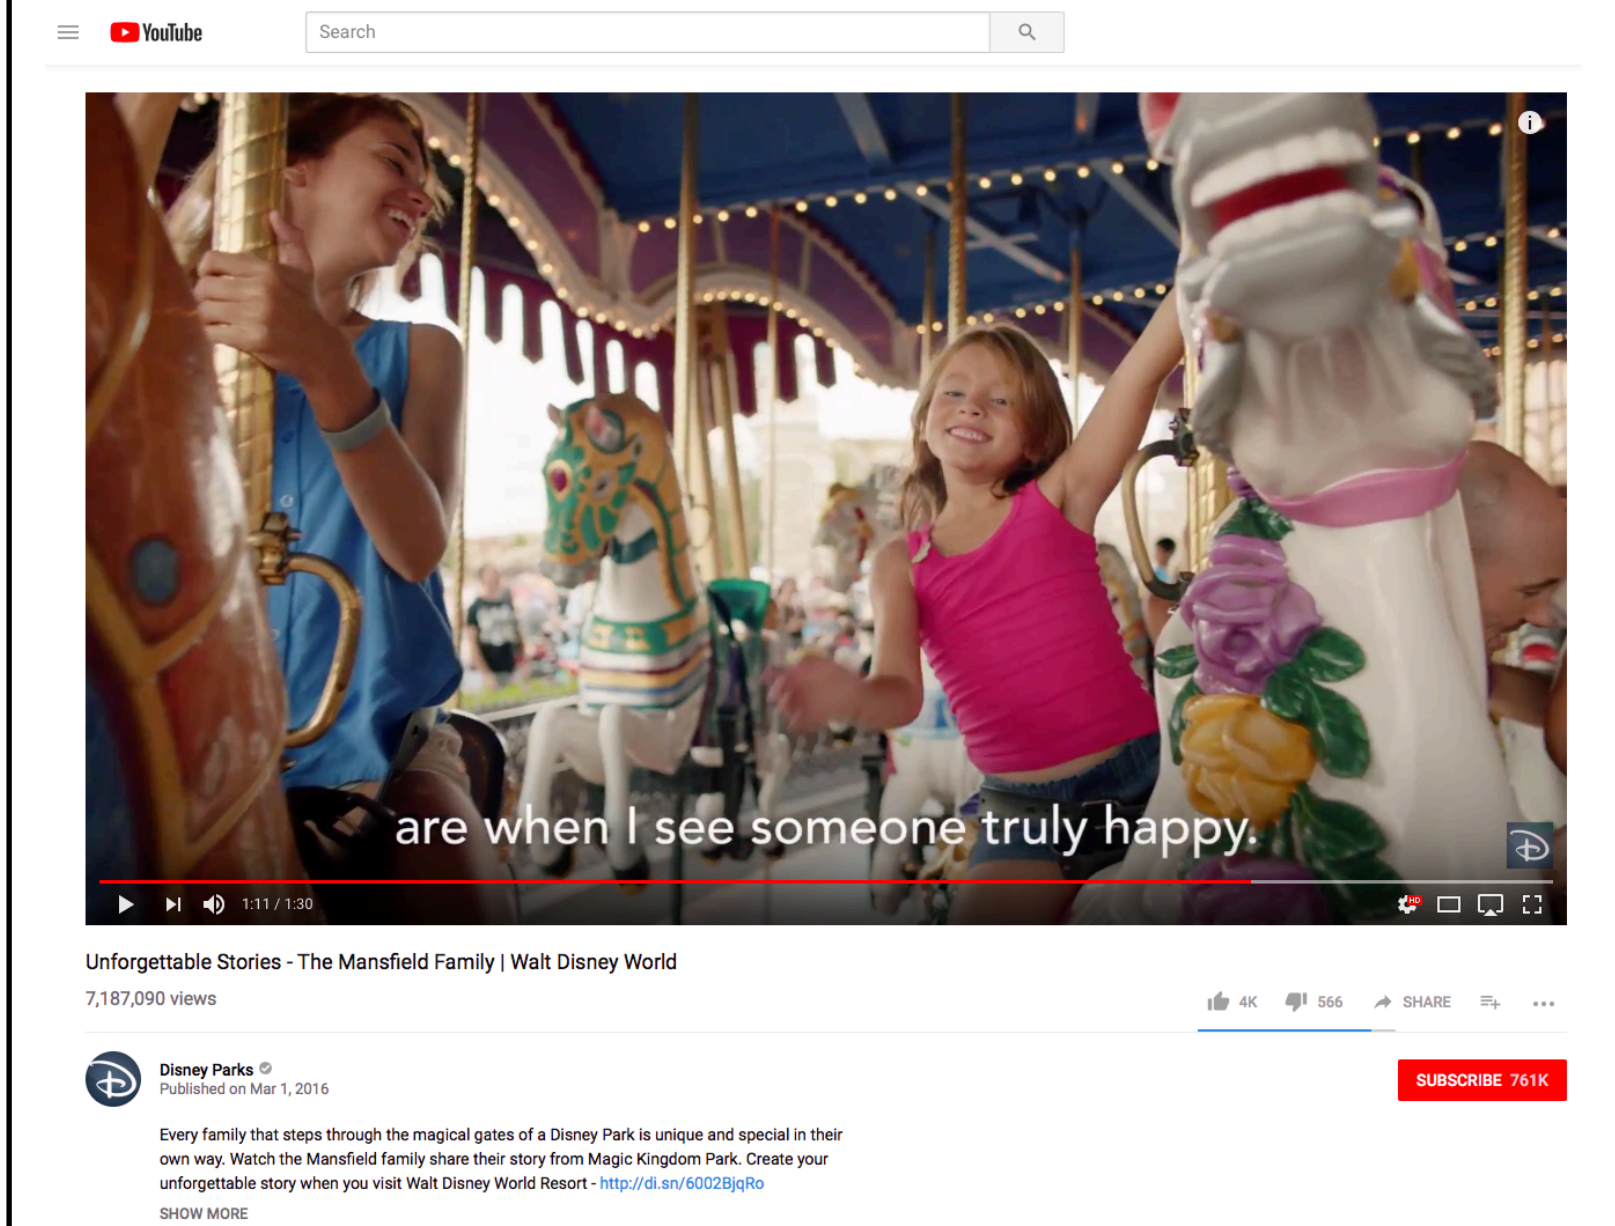 YouTube
Search
are when I see someone truly happy.
1:11 / 1:30
HD
Unforgettable Stories - The Mansfield Family | Walt Disney World
7,187,090 views
4K 566 SHARE
Disney Parks
Published on Mar 1, 2016
SUBSCRIBE 761K
Every family that steps through the magical gates of a Disney Park is unique and special in their
own way. Watch the Mansfield family share their story from Magic Kingdom Park. Create your
unforgettable story when you visit Walt Disney World Resort - http://di.sn/6002BjqRo
SHOW MORE